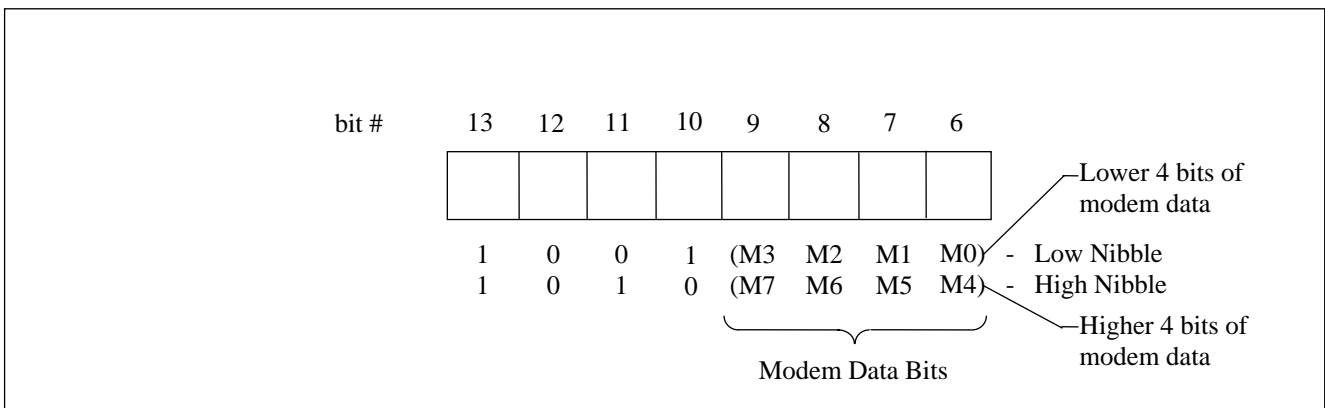 bit # 13 12 11 10 9 8 7 6
Lower 4 bits of
modem data
1 0 0 1 (M3 M2 M1 M0) - Low Nibble
1 0 1 0 (M7 M6 M5 M4) - High Nibble
Higher 4 bits of
modem data
Modem Data Bits